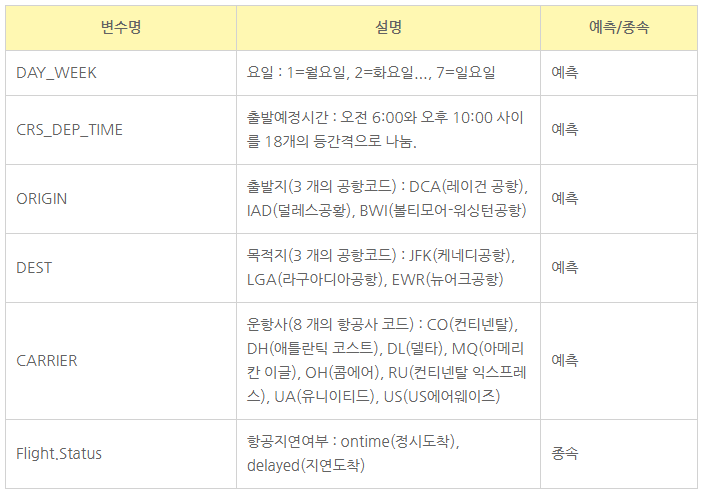 변수명 설명 예측/종속
DAY_WEEK 요일 : 1=월요일, 2=화요일..., 7=일요일 예측
출발예정시간 : 오전 6:00와 오후 10:00 사이
CRS_DEP_TIME 예측
를 18개의 등간격으로 나눔.
출발지(3 개의 공항코드) : DCA(레이건 공항),
ORIGIN 예측
IAD(덜레스공황), BWI(볼티모어-워싱턴공항)
목적지(3 개의 공항코드) : JFK(케네디공항),
DEST 예측
LGA(라구아디아공항), EWR(뉴어크공항)
운항사(8 개의 항공사 코드) : CO(컨티넨탈),
DH(애틀란틱 코스트), DL(델타), MQ(아메리
CARRIER 예측
칸 이글), OH(콤에어), RU(컨티넨탈 익스프레
스), UA(유니이티드), US(US에어웨이즈)
항공지연여부 : ontime(정시도착),
Flight.Status 종속
delayed(지연도착)